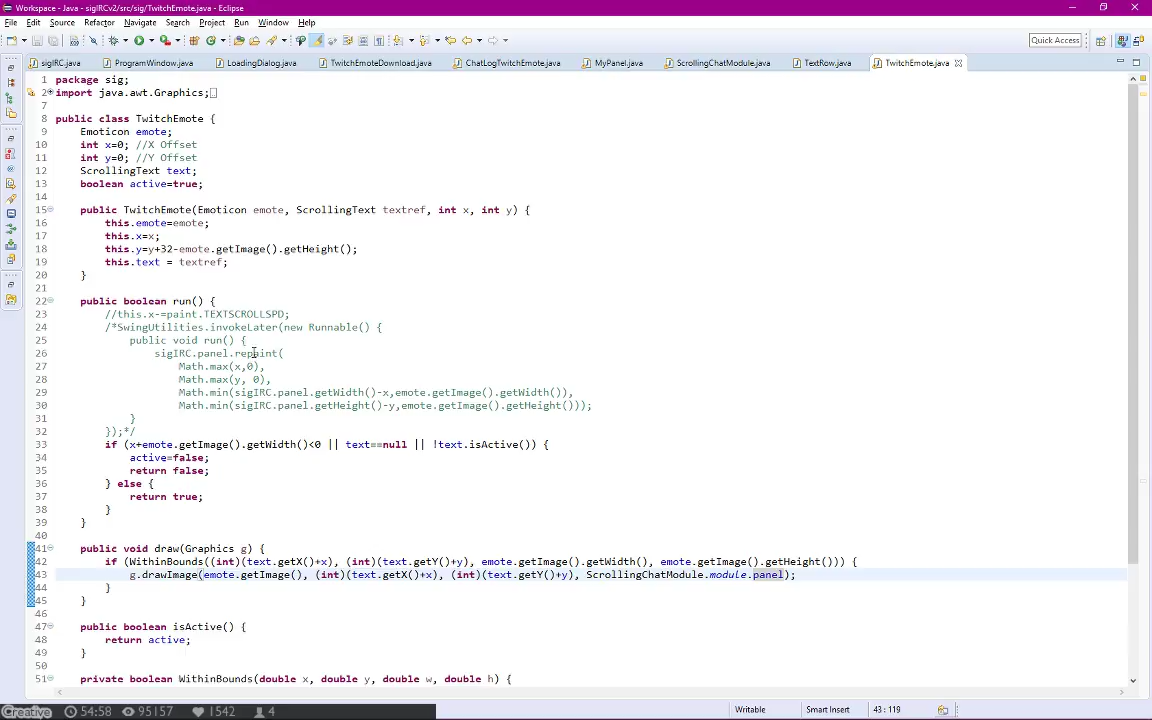 Workspace - Java - sigIRCv2/src/sig/TwitchEmote.java - Eclipse
File Edit Source Refactor Navigate Search Project Run Window Help
Quick Access
sigIRC.java ProgramWindow.java LoadingDialog.java TwitchEmoteDownload.java ChatLogTwitchEmote.java MyPanel.java ScrollingChatModule.java TextRow.java TwitchEmote.java
1 package sig;
2 import java.awt.Graphics;
7
8 public class TwitchEmote {
9 Emoticon emote;
10 int x=0; //X Offset
11 int y=0; //Y Offset
12 ScrollingText text;
13 boolean active=true;
14
15 public TwitchEmote(Emoticon emote, ScrollingText textref, int x, int y) {
16 this.emote=emote;
17 this.x=x;
18 this.y=y+32-emote.getImage().getHeight();
19 this.text = textref;
20 }
21
22 public boolean run() {
23 //this.x-=paint.TEXTSCROLLSPD;
24 /*SwingUtilities.invokeLater(new Runnable() {
25 public void run() {
26 sigIRC.panel.repaint(
27 Math.max(x,0),
28 Math.max(y, 0),
29 Math.min(sigIRC.panel.getWidth()-x,emote.getImage().getWidth()),
30 Math.min(sigIRC.panel.getHeight()-y,emote.getImage().getHeight()));
31 }
32 });*/
33 if (x+emote.getImage().getWidth()<0 || text==null || !text.isActive()) {
34 active=false;
35 return false;
36 } else {
37 return true;
38 }
39 }
40
41 public void draw(Graphics g) {
42 if (WithinBounds((int)(text.getX()+x), (int)(text.getY()+y), emote.getImage().getWidth(), emote.getImage().getHeight())) {
43 g.drawImage(emote.getImage(), (int)(text.getX()+x), (int)(text.getY()+y), ScrollingChatModule.module.panel);
44 }
45 }
46
47 public boolean isActive() {
48 return active;
49 }
50
51 private boolean WithinBounds(double x, double y, double w, double h) {
Creative 54:58 95157 1542 4
Writable Smart Insert 43 : 119